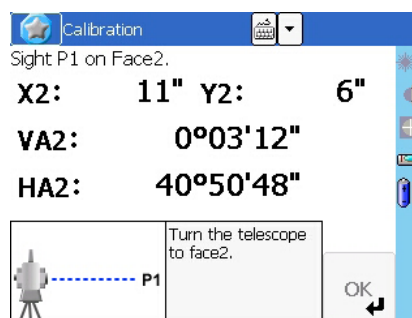 Calibration
Sight P1 on Face2.
X2: 11" Y2: 6"
VA2: 0°03'12"
HA2: 40°50'48"
Turn the telescope
to face2.
P1
OK